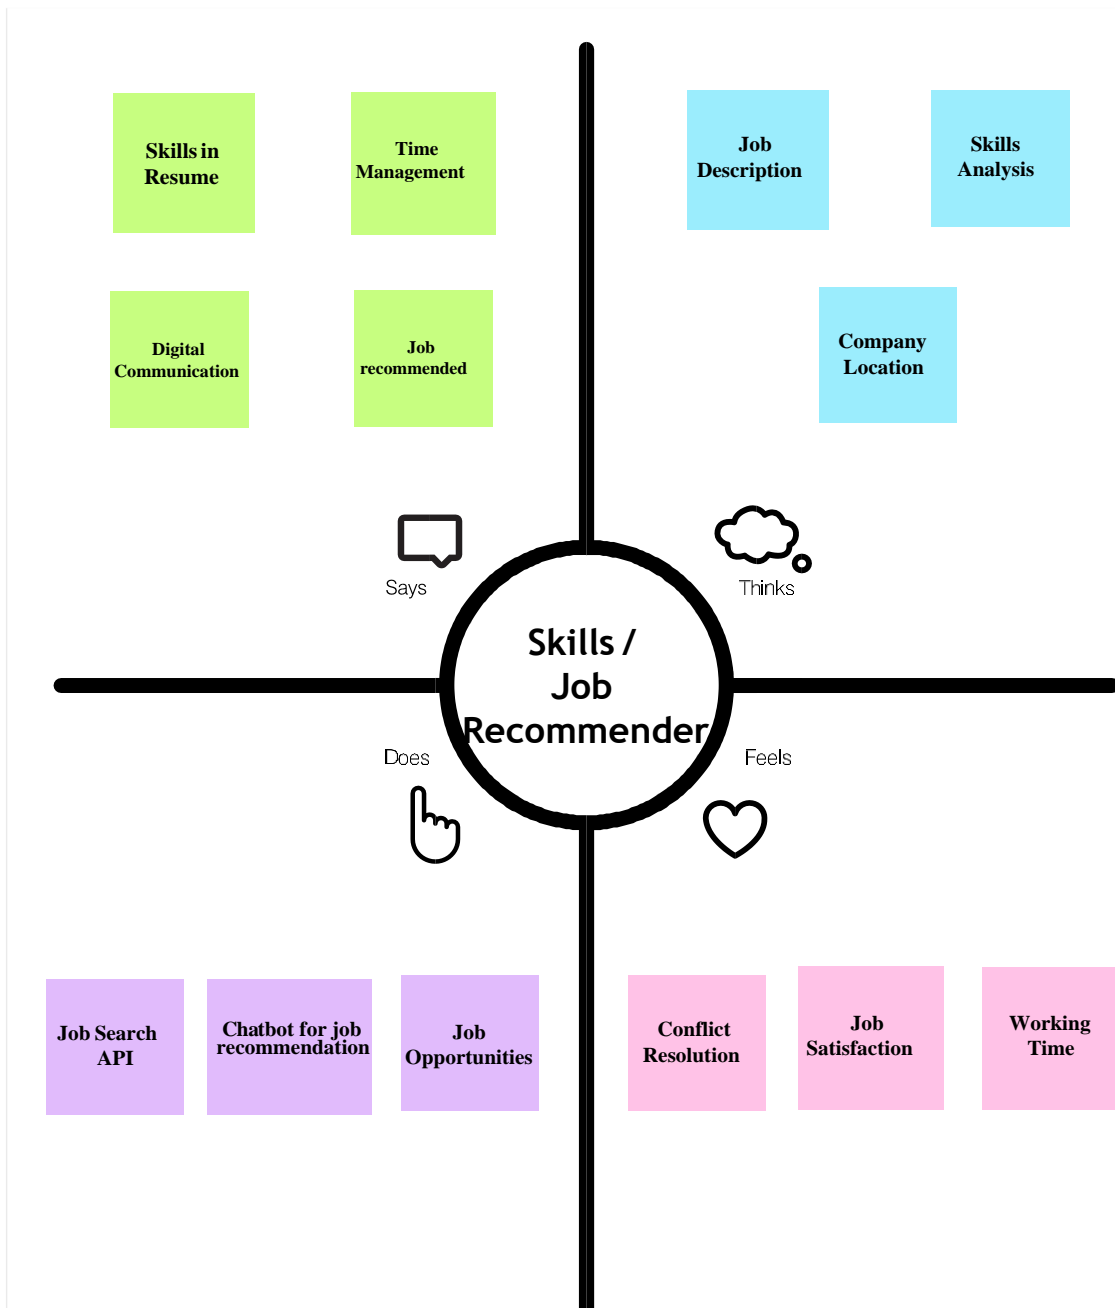 Skills in
Resume
Time
Management
Job
Description
Skills
Analysis
Digital
Communication
Job
recommended
Company
Location
Says
Thinks
Skills /
Job
Recommender
Does
Feels
Job Search
API
Chatbot for job
recommendation
Job
Opportunities
Conflict
Resolution
Job
Satisfaction
Working
Time